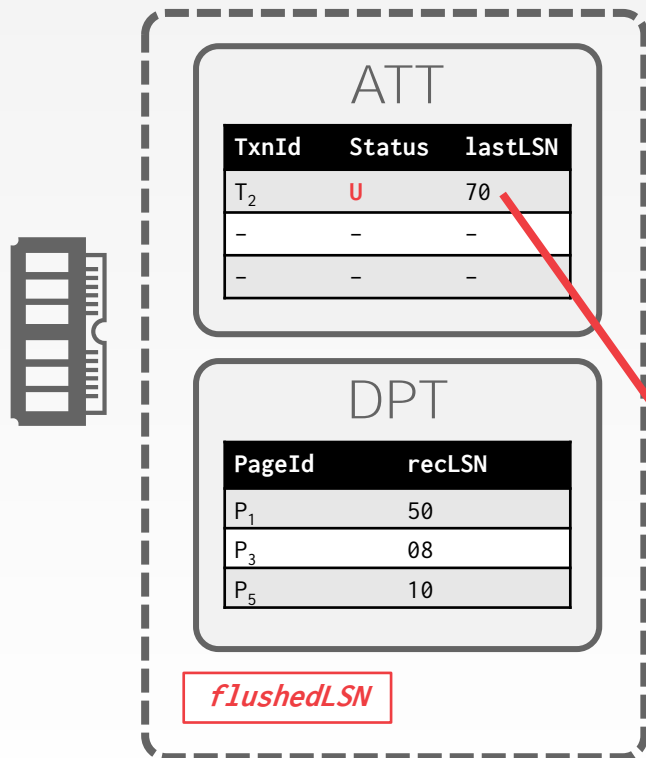 ATT
TxnId Status lastLSN
T₂ U 70
– – –
– – –
DPT
PageId recLSN
P₁ 50
P₃ 08
P₅ 10
flushedLSN